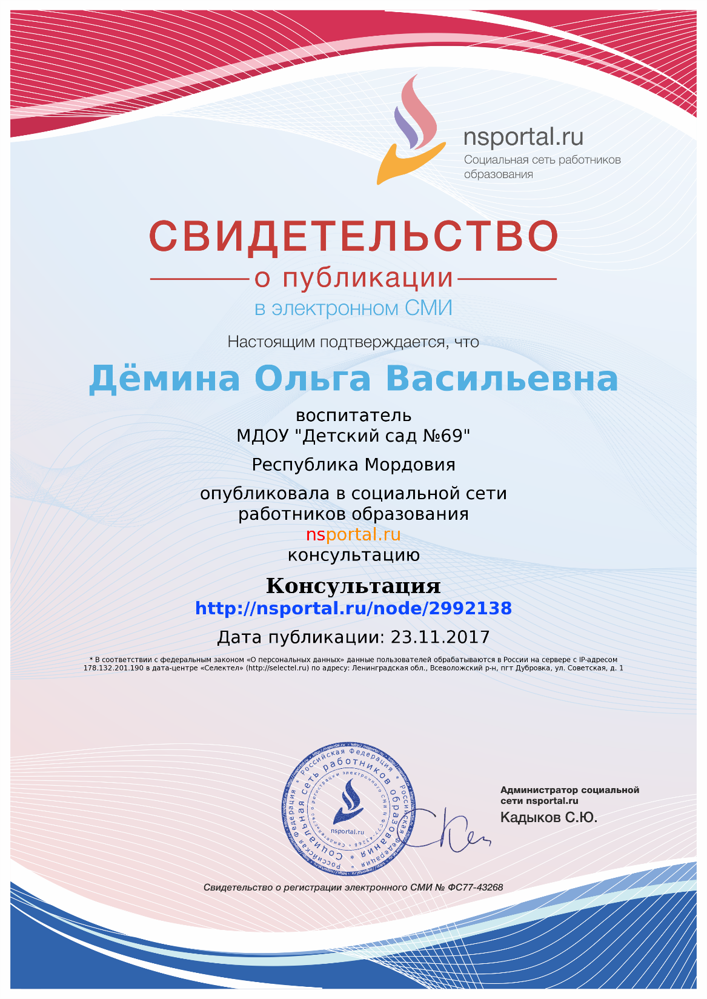 nsportal.ru
Социальная сеть работников
образования
СВИДЕТЕЛЬСТВО
о публикации
в электронном СМИ
Настоящим подтверждается, что
Дёмина Ольга Васильевна
воспитатель
МДОУ "Детский сад №69"
Республика Мордовия
опубликовала в социальной сети
работников образования
nsportal.ru
консультацию
Консультация
http://nsportal.ru/node/2992138
Дата публикации: 23.11.2017
* В соответствии с федеральным законом «О персональных данных» данные пользователей обрабатываются в России на сервере с IP-адресом
178.132.201.190 в дата-центре «Селектел» (http://selectel.ru) по адресу: Ленинградская обл., Всеволожский р-н, пгт Дубровка, ул. Советская, д. 1
Российская Федерация * Российская Федерация * Российская Федерация *
Социальная сеть работников образования *
Свидетельство о регистрации электронного СМИ N ФС77-43268 *
nsportal.ru
Администратор социальной
сети nsportal.ru
Кадыков С.Ю.
Свидетельство о регистрации электронного СМИ № ФС77-43268